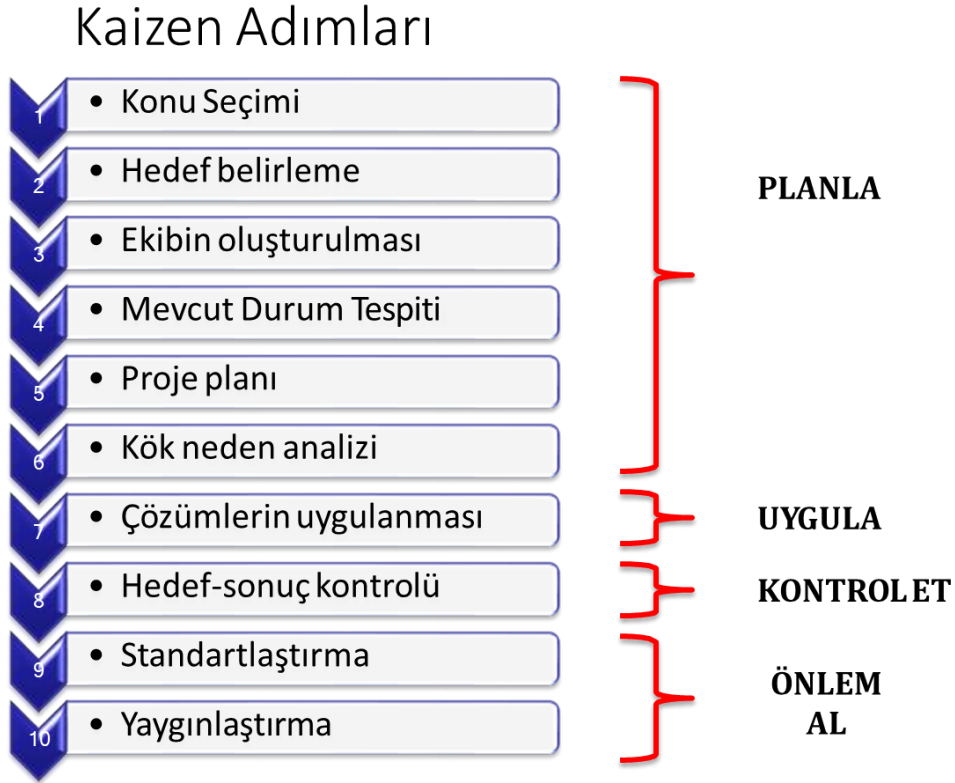 Kaizen Adımları
1
• Konu Seçimi
2
• Hedef belirleme
3
• Ekibin oluşturulması
4
• Mevcut Durum Tespiti
5
• Proje planı
6
• Kök neden analizi
7
• Çözümlerin uygulanması
8
• Hedef-sonuç kontrolü
9
• Standartlaştırma
10
• Yaygınlaştırma
PLANLA
UYGULA
KONTROL ET
ÖNLEM
AL